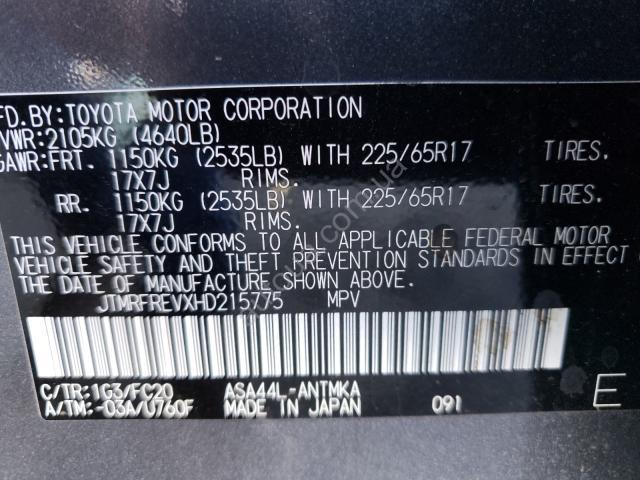 FD.BY:TOYOTA MOTOR CORPORATION
VWR:2105KG (4640LB)
GAWR:FRT. 1150KG (2535LB) WITH 225/65R17 TIRES.
17X7J RIMS.
RR. 1150KG (2535LB) WITH 225/65R17 TIRES.
17X7J RIMS.
THIS VEHICLE CONFORMS TO ALL APPLICABLE FEDERAL MOTOR
VEHICLE SAFETY AND THEFT PREVENTION STANDARDS IN EFFECT
THE DATE OF MANUFACTURE SHOWN ABOVE.
JTMRFREVXHD215775 MPV
C/TR:1G3/FC20 ASA44L-ANTMKA
A/TM:-03A/U760F MADE IN JAPAN 091 E